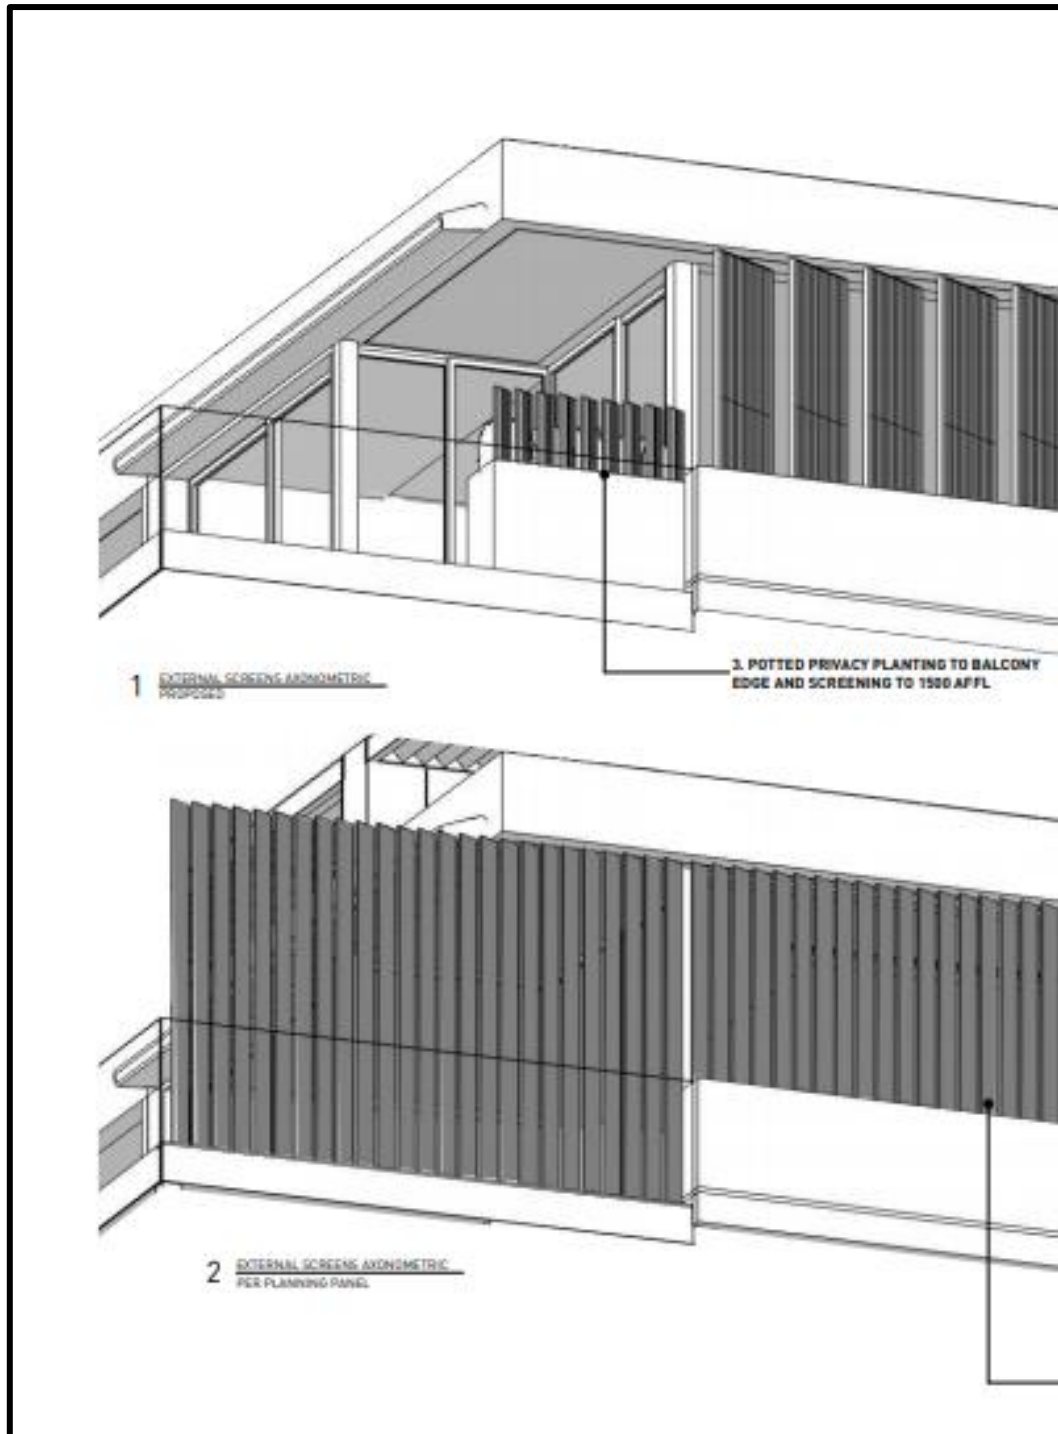 1 EXTERNAL SCREENS AXONOMETRIC
PROPOSED
3. POTTED PRIVACY PLANTING TO BALCONY
EDGE AND SCREENING TO 1500 AFFL
2 EXTERNAL SCREENS AXONOMETRIC
PER PLANNING PANEL